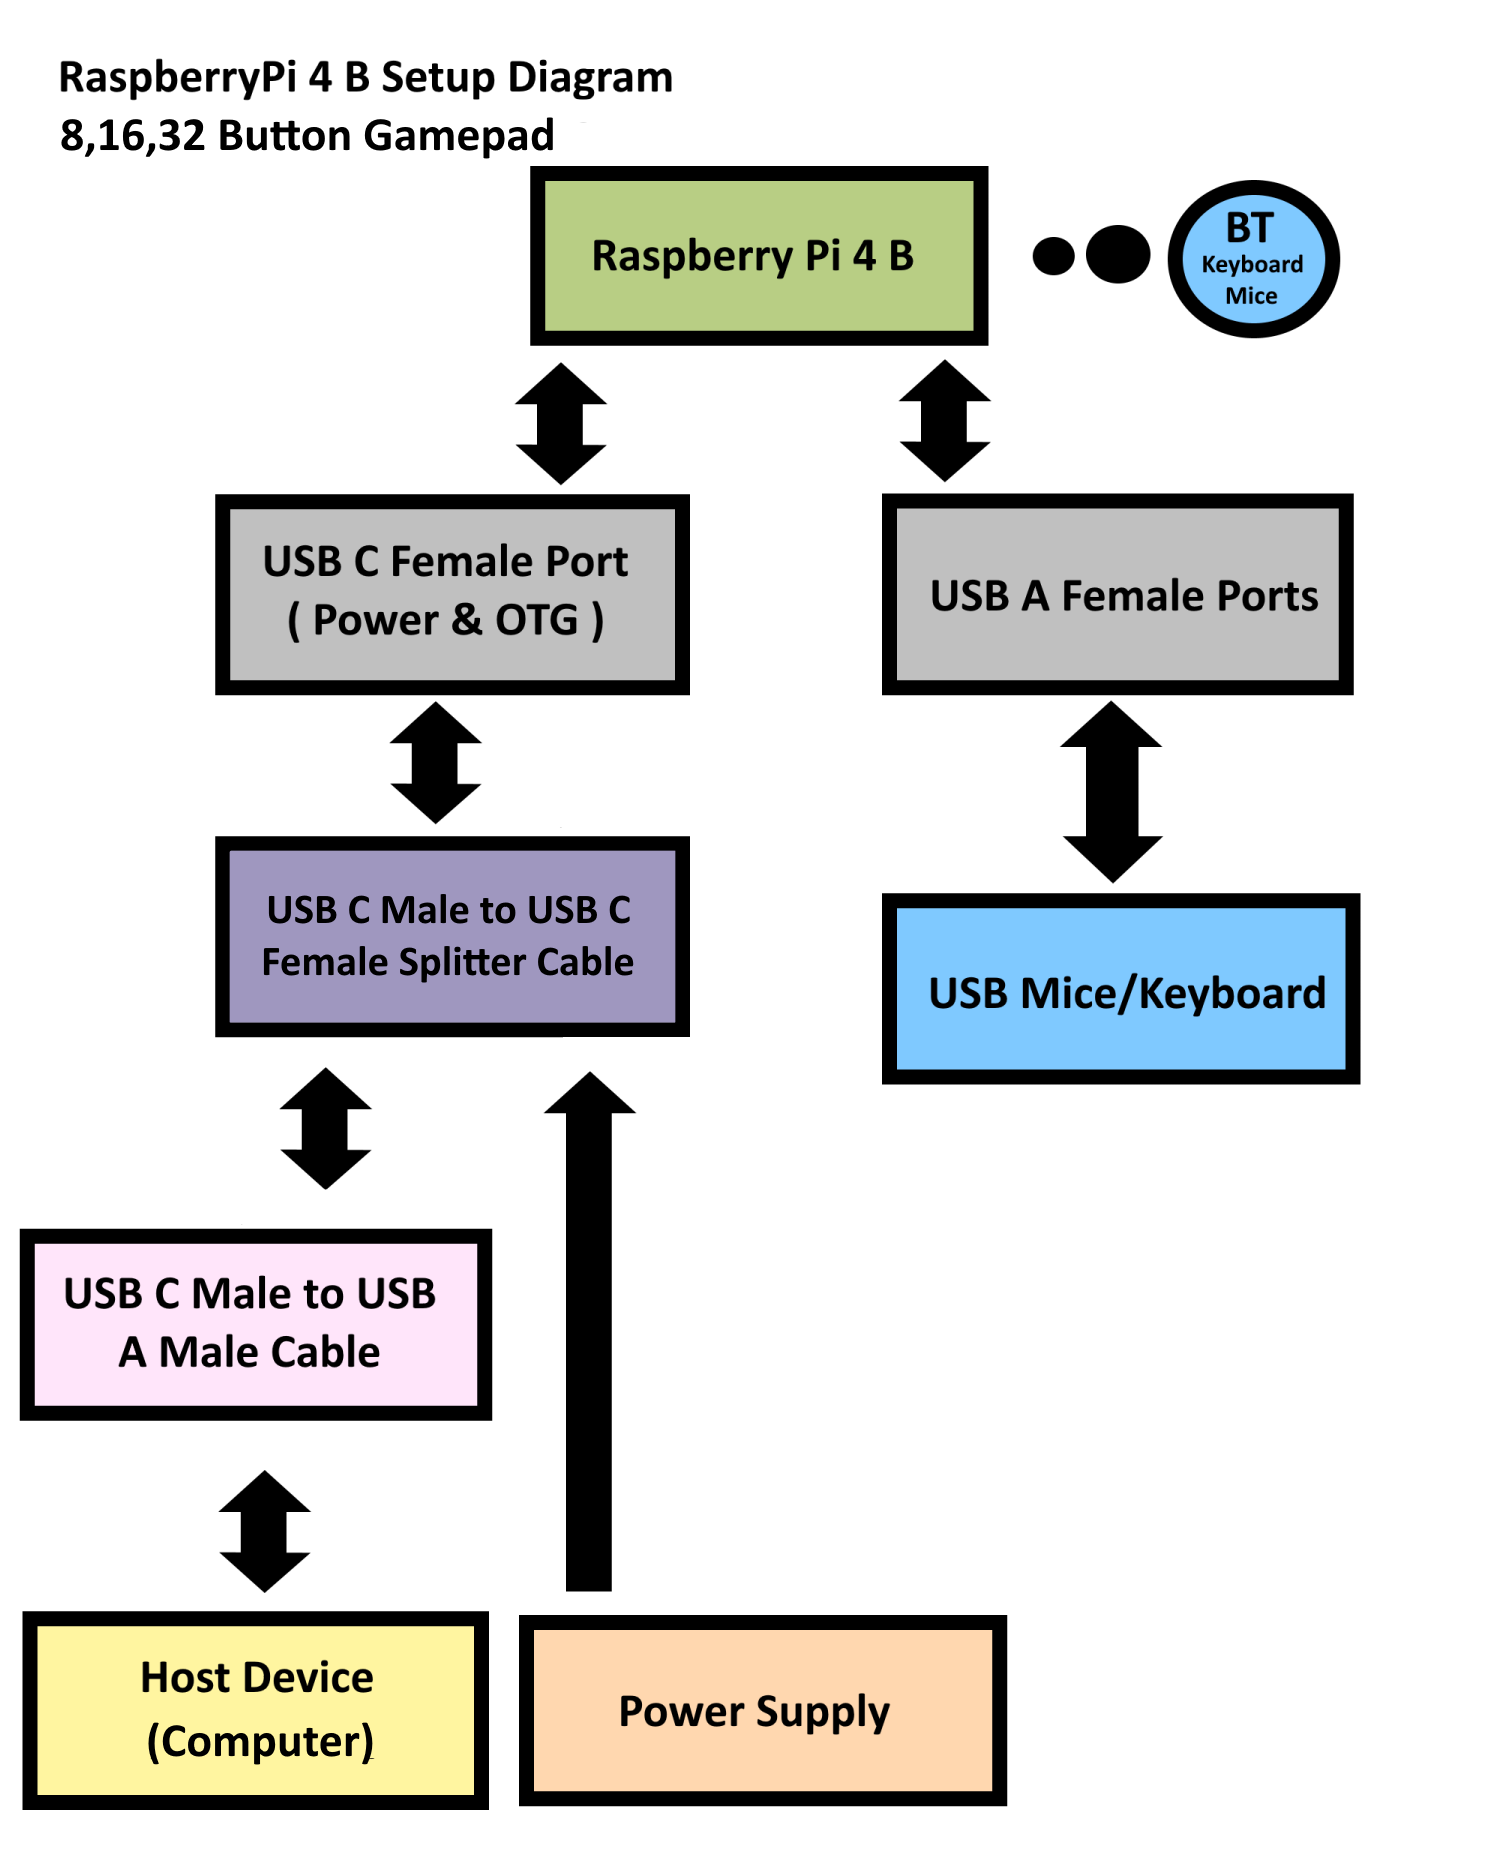 RaspberryPi 4 B Setup Diagram
8,16,32 Button Gamepad
Raspberry Pi 4 B
BT
Keyboard
Mice
USB C Female Port
( Power & OTG )
USB A Female Ports
USB C Male to USB C
Female Splitter Cable
USB Mice/Keyboard
USB C Male to USB
A Male Cable
Host Device
(Computer)
Power Supply